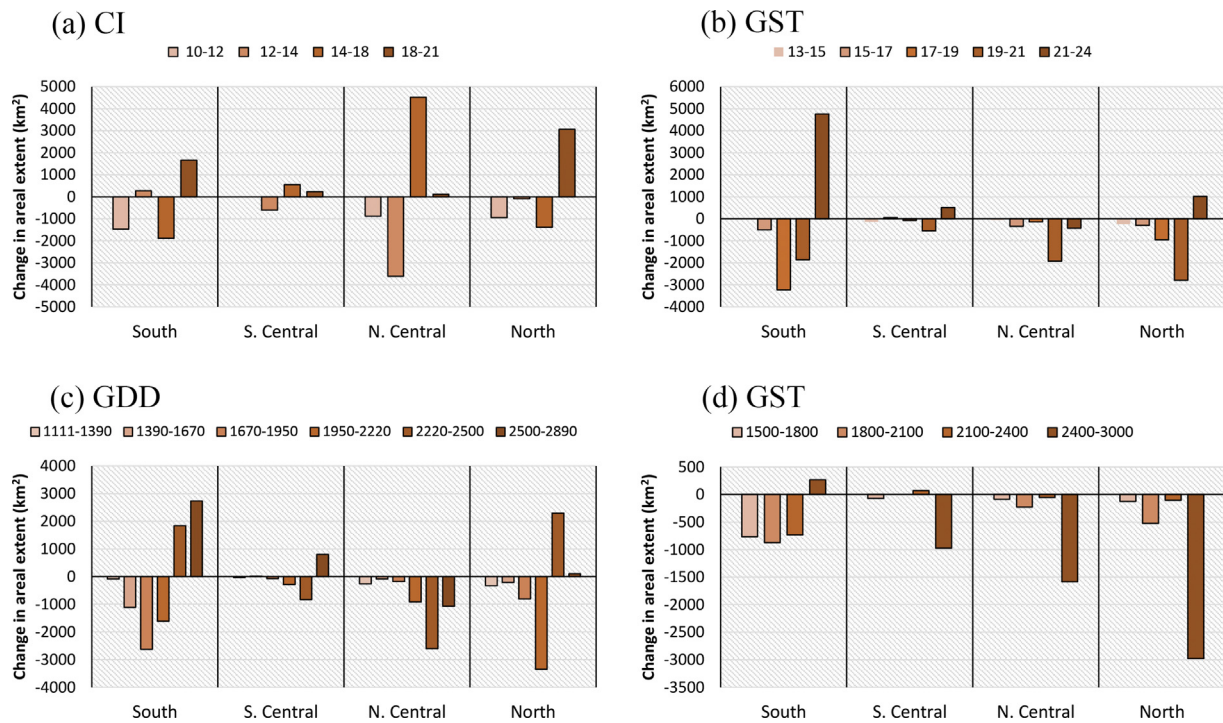 (a) CI
10-12 12-14 14-18 18-21
Change in areal extent (km²)
5000
4000
3000
2000
1000
0
-1000
-2000
-3000
-4000
-5000
South S. Central N. Central North
(b) GST
13-15 15-17 17-19 19-21 21-24
Change in areal extent (km²)
6000
5000
4000
3000
2000
1000
0
-1000
-2000
-3000
-4000
South S. Central N. Central North
(c) GDD
1111-1390 1390-1670 1670-1950 1950-2220 2220-2500 2500-2890
Change in areal extent (km²)
4000
3000
2000
1000
0
-1000
-2000
-3000
-4000
South S. Central N. Central North
(d) GST
1500-1800 1800-2100 2100-2400 2400-3000
Change in areal extent (km²)
500
0
-500
-1000
-1500
-2000
-2500
-3000
-3500
South S. Central N. Central North